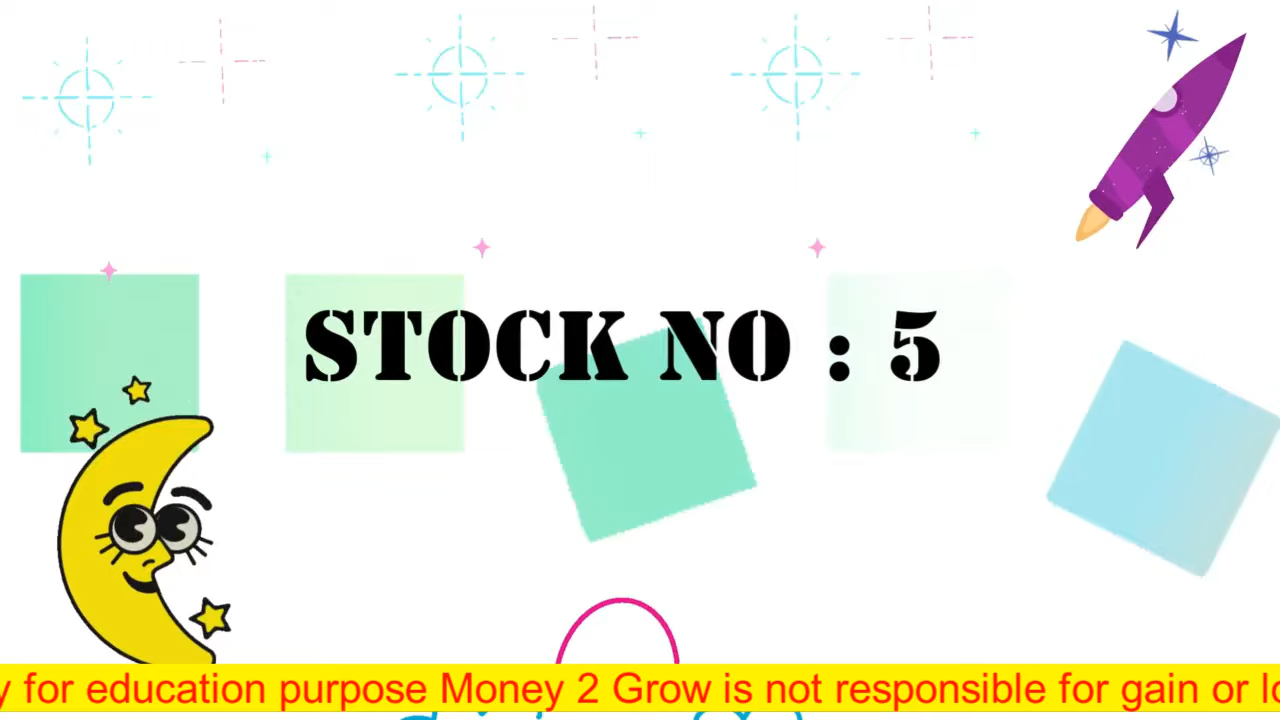 STOCK NO : 5
for education purpose Money 2 Grow is not responsible for gain or